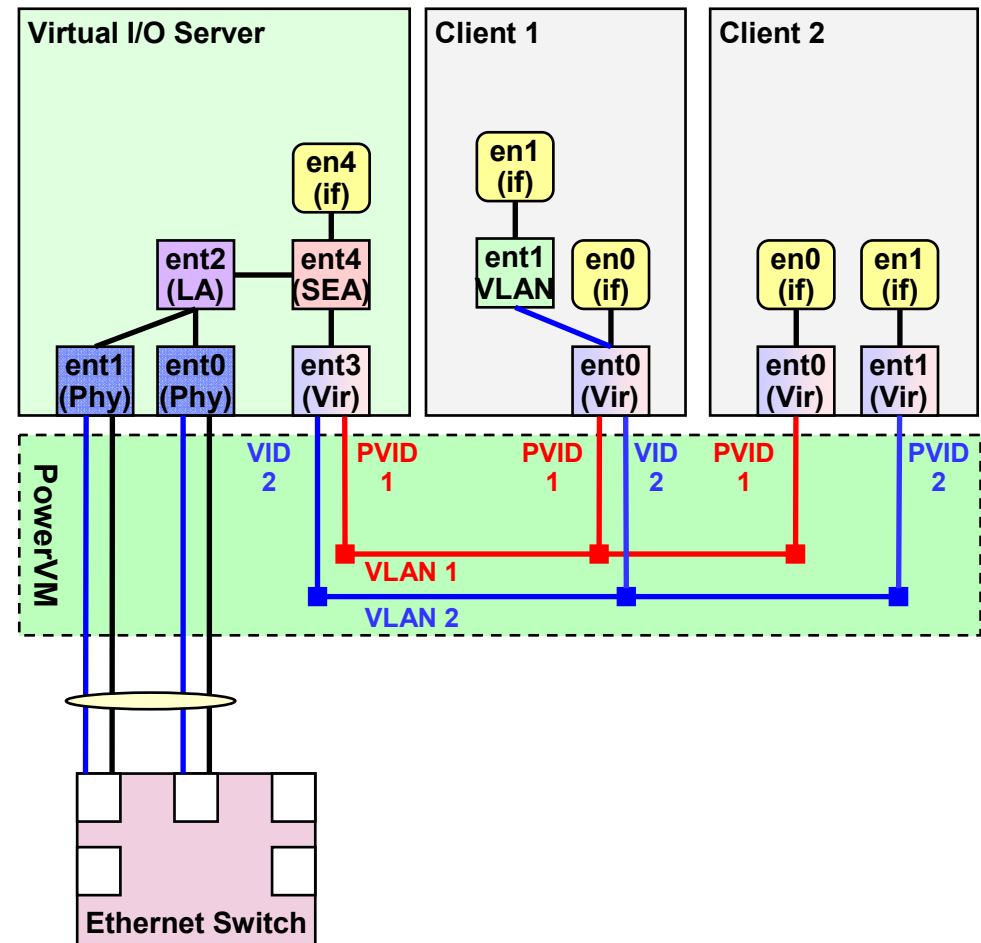 Virtual I/O Server
Client 1
Client 2
en4
(if)
en1
(if)
ent2
(LA)
ent4
(SEA)
ent1
VLAN
en0
(if)
en0
(if)
en1
(if)
ent1
(Phy)
ent0
(Phy)
ent3
(Vir)
ent0
(Vir)
ent0
(Vir)
ent1
(Vir)
PowerVM
VID
2
PVID
1
PVID
1
VID
2
PVID
1
PVID
2
VLAN 1
VLAN 2
Ethernet Switch